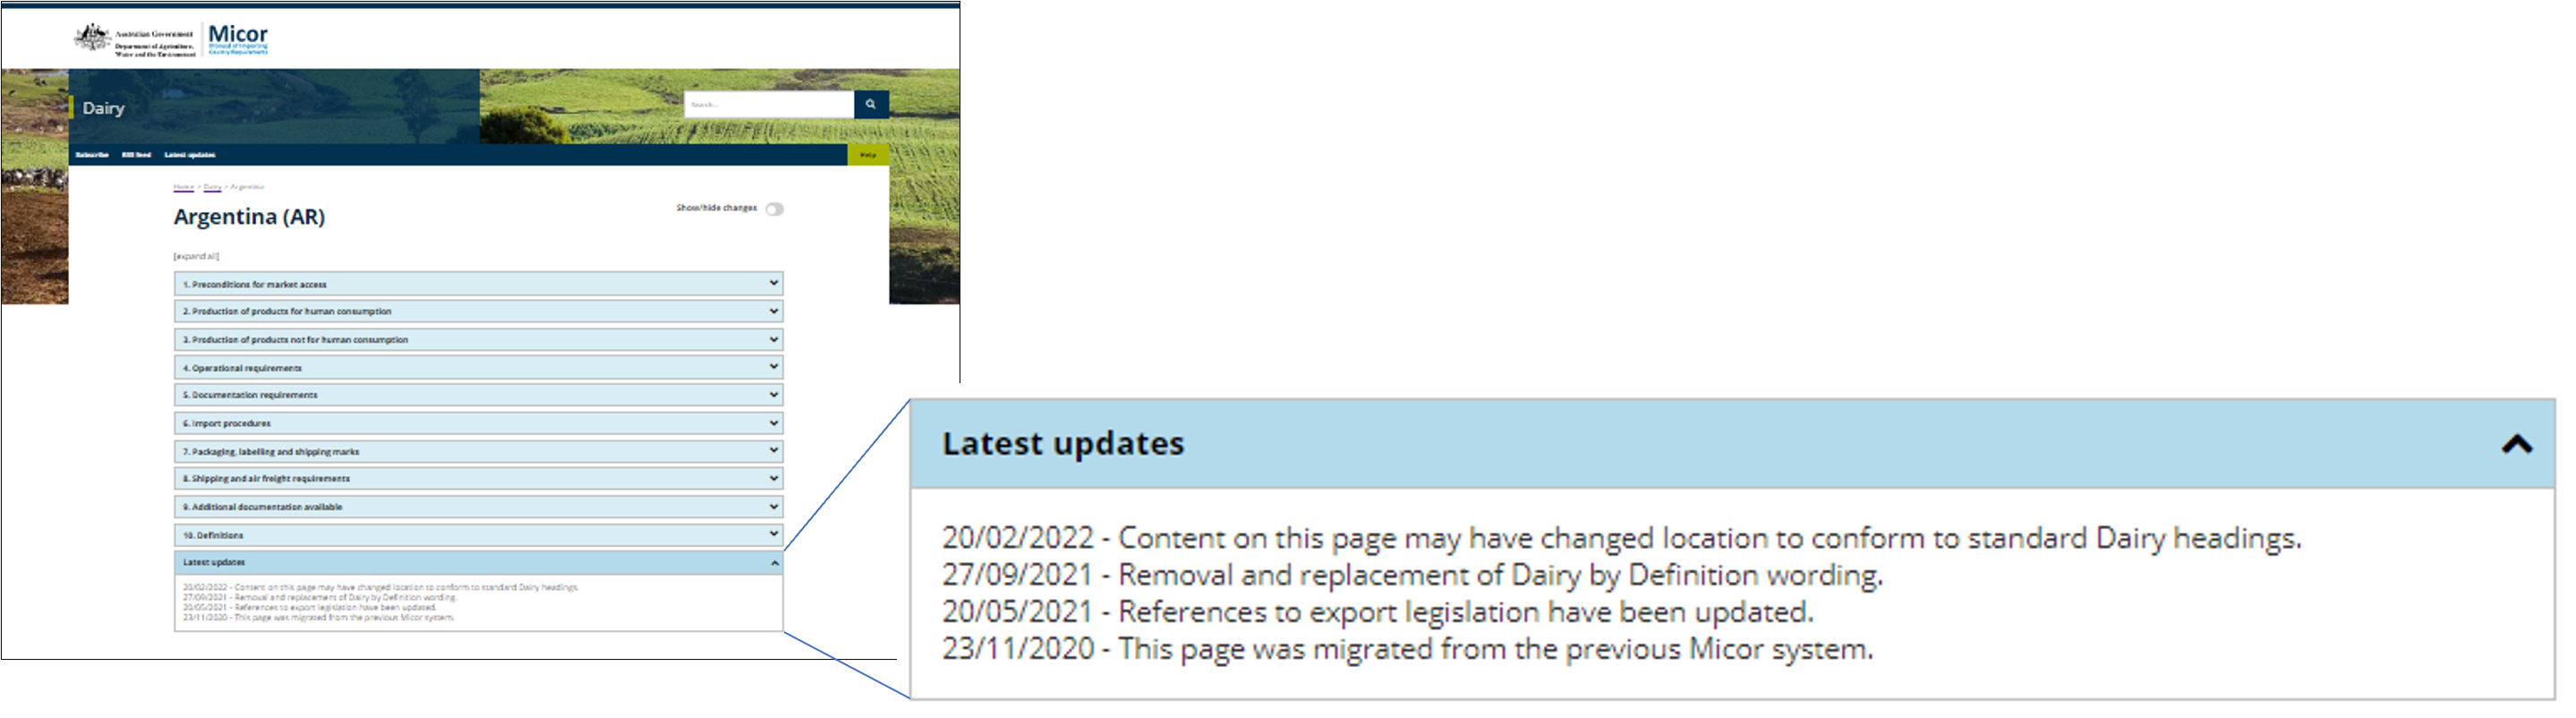 Australian Government
Department of Agriculture,
Water and the Environment
Micor
Manual of Importing
Country Requirements
Dairy
Search...
Subscribe RSS feed Latest updates
Help
Home > Dairy > Argentina
Argentina (AR)
Show/hide changes
[expand all]
1. Preconditions for market access
2. Production of products for human consumption
3. Production of products not for human consumption
4. Operational requirements
5. Documentation requirements
6. Import procedures
7. Packaging, labelling and shipping marks
8. Shipping and air freight requirements
9. Additional documentation available
10. Definitions
Latest updates
20/02/2022 - Content on this page may have changed location to conform to standard Dairy headings.
27/09/2021 - Removal and replacement of Dairy by Definition wording.
20/05/2021 - References to export legislation have been updated.
23/11/2020 - This page was migrated from the previous Micor system.
Latest updates
20/02/2022 - Content on this page may have changed location to conform to standard Dairy headings.
27/09/2021 - Removal and replacement of Dairy by Definition wording.
20/05/2021 - References to export legislation have been updated.
23/11/2020 - This page was migrated from the previous Micor system.